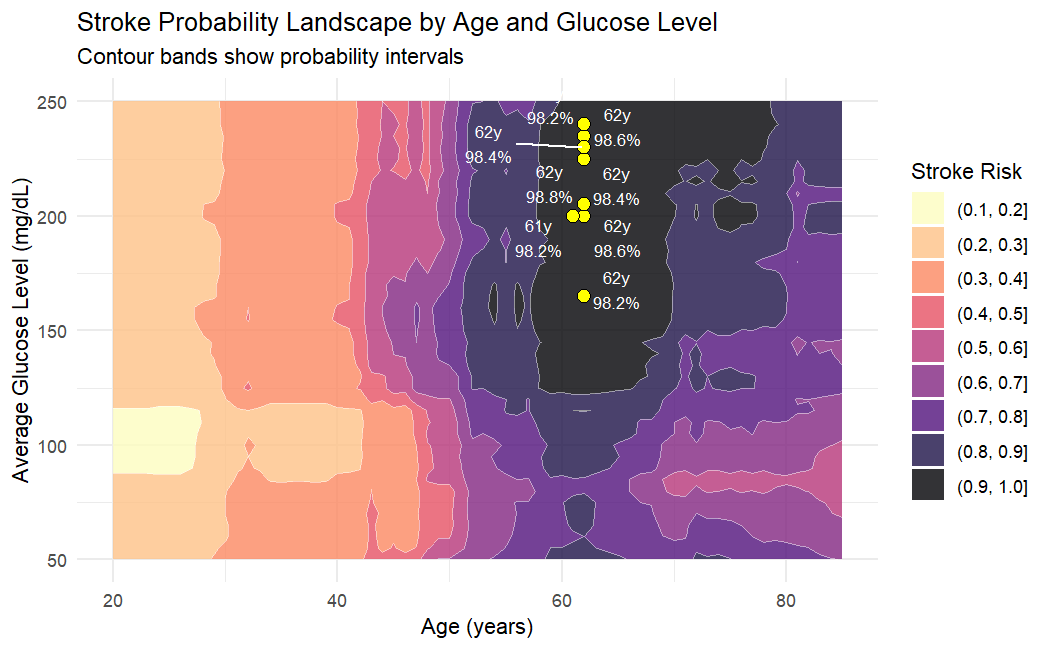 Stroke Probability Landscape by Age and Glucose Level
Contour bands show probability intervals
Average Glucose Level (mg/dL)
250
200
150
100
50
98.2%
62y
98.6%
62y
98.4%
62y
98.8%
62y
98.4%
61y
98.2%
62y
98.6%
62y
98.2%
20
40
60
80
Age (years)
Stroke Risk
(0.1, 0.2]
(0.2, 0.3]
(0.3, 0.4]
(0.4, 0.5]
(0.5, 0.6]
(0.6, 0.7]
(0.7, 0.8]
(0.8, 0.9]
(0.9, 1.0]